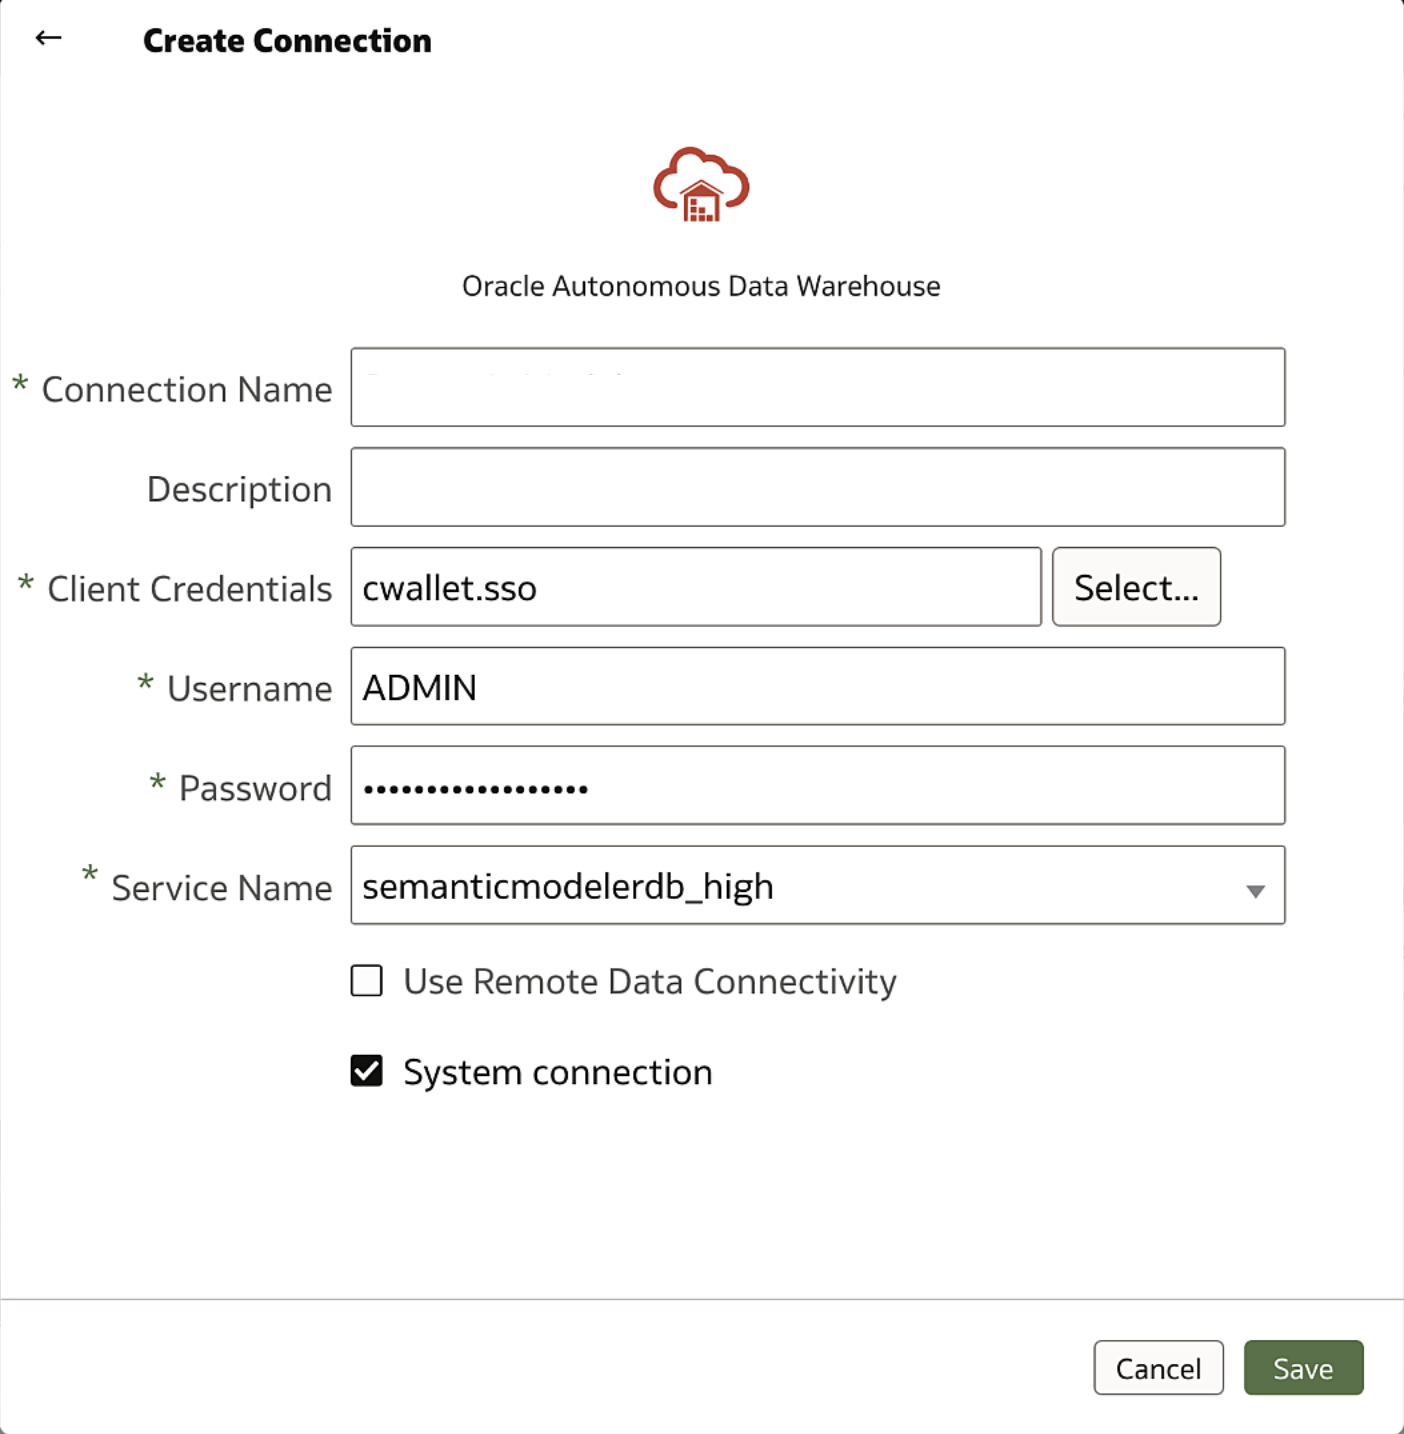 Create Connection
Oracle Autonomous Data Warehouse
* Connection Name
Description
* Client Credentials cwallet.sso Select...
* Username ADMIN
* Password ••••••••••••••••••
* Service Name semanticmodelerdb_high
Use Remote Data Connectivity
System connection
Cancel Save